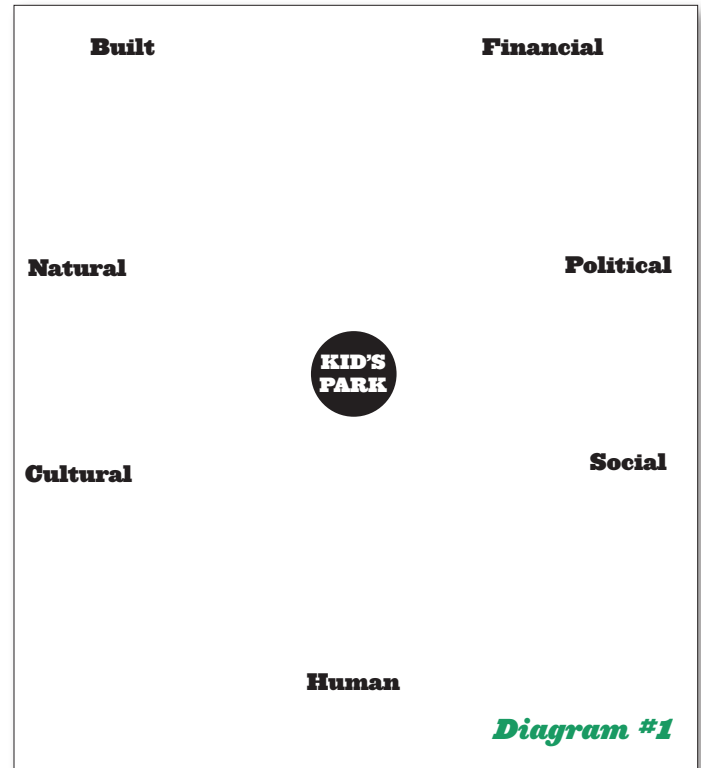 Built
Financial
Natural
Political
KID'S
PARK
Cultural
Social
Human
Diagram #1